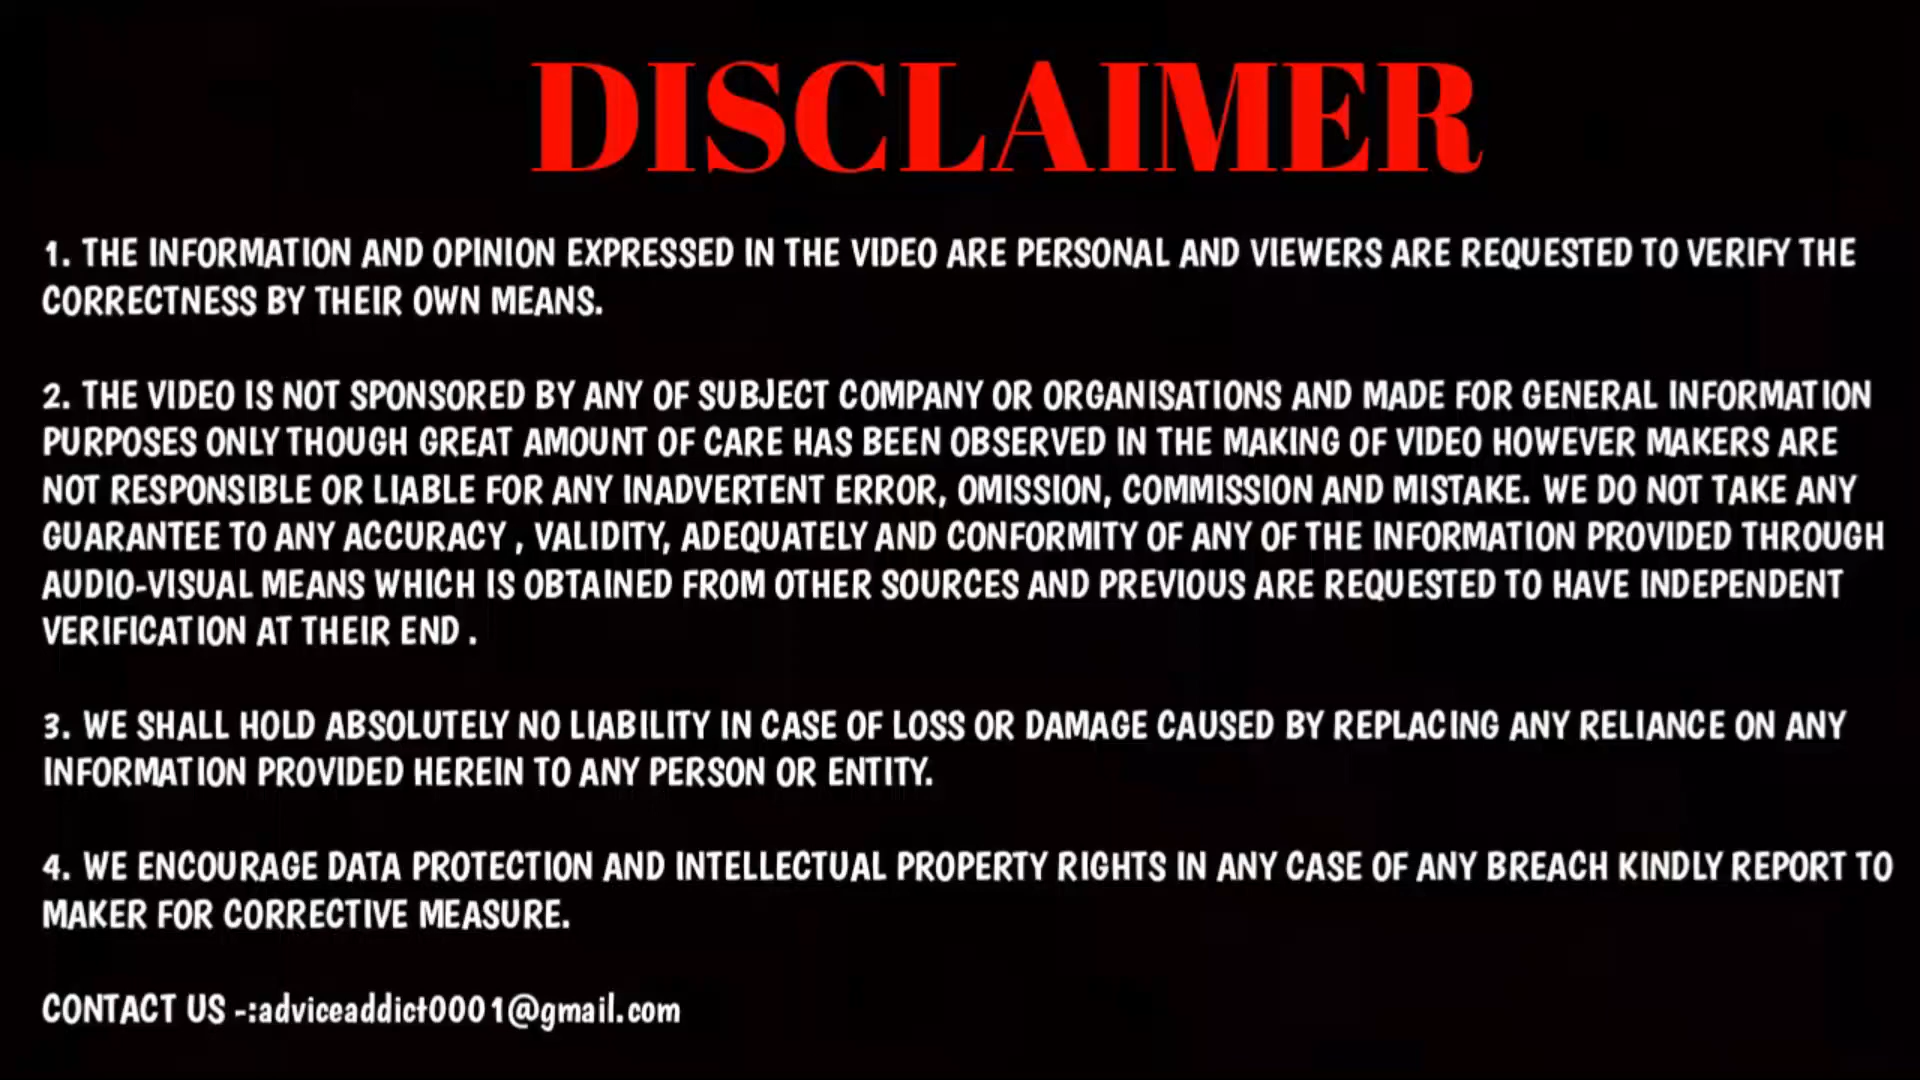 DISCLAIMER
1. THE INFORMATION AND OPINION EXPRESSED IN THE VIDEO ARE PERSONAL AND VIEWERS ARE REQUESTED TO VERIFY THE
CORRECTNESS BY THEIR OWN MEANS.
2. THE VIDEO IS NOT SPONSORED BY ANY OF SUBJECT COMPANY OR ORGANISATIONS AND MADE FOR GENERAL INFORMATION
PURPOSES ONLY THOUGH GREAT AMOUNT OF CARE HAS BEEN OBSERVED IN THE MAKING OF VIDEO HOWEVER MAKERS ARE
NOT RESPONSIBLE OR LIABLE FOR ANY INADVERTENT ERROR, OMISSION, COMMISSION AND MISTAKE. WE DO NOT TAKE ANY
GUARANTEE TO ANY ACCURACY , VALIDITY, ADEQUATELY AND CONFORMITY OF ANY OF THE INFORMATION PROVIDED THROUGH
AUDIO-VISUAL MEANS WHICH IS OBTAINED FROM OTHER SOURCES AND PREVIOUS ARE REQUESTED TO HAVE INDEPENDENT
VERIFICATION AT THEIR END .
3. WE SHALL HOLD ABSOLUTELY NO LIABILITY IN CASE OF LOSS OR DAMAGE CAUSED BY REPLACING ANY RELIANCE ON ANY
INFORMATION PROVIDED HEREIN TO ANY PERSON OR ENTITY.
4. WE ENCOURAGE DATA PROTECTION AND INTELLECTUAL PROPERTY RIGHTS IN ANY CASE OF ANY BREACH KINDLY REPORT TO
MAKER FOR CORRECTIVE MEASURE.
CONTACT US -:adviceaddict0001@gmail.com